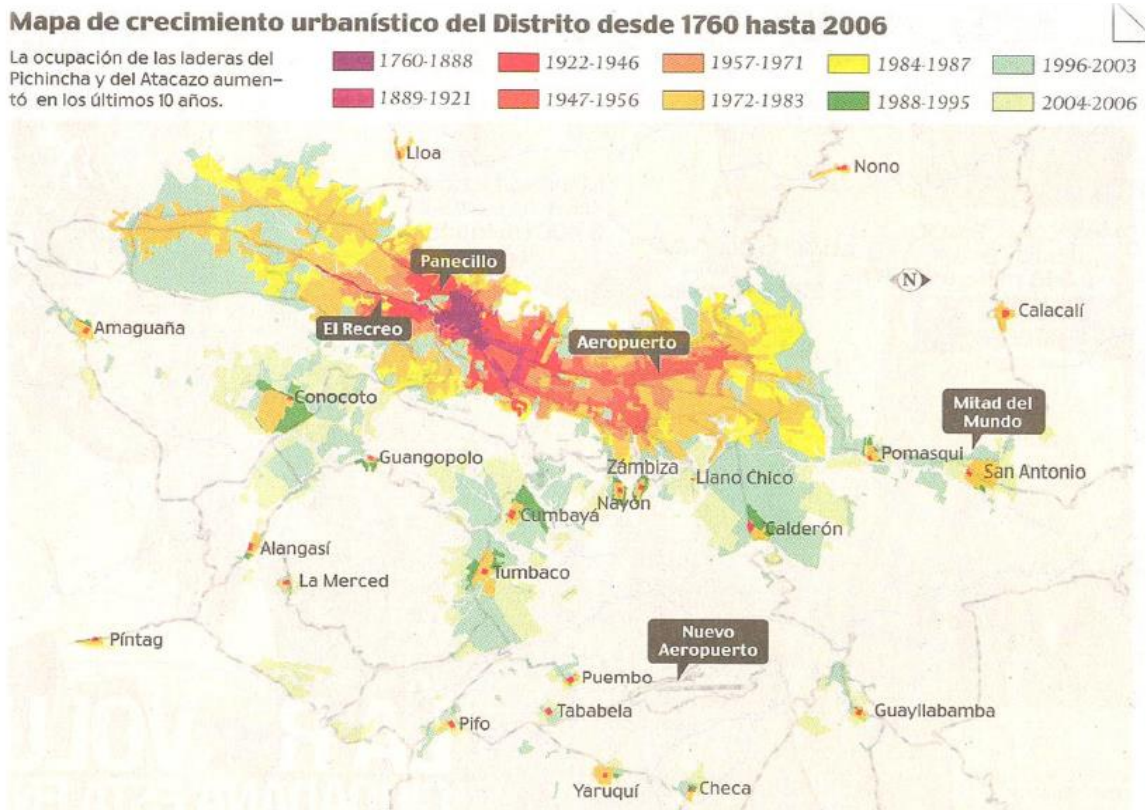 Mapa de crecimiento urbanístico del Distrito desde 1760 hasta 2006
La ocupación de las laderas del
Pichincha y del Atacazo aumen-
tó en los últimos 10 años.
1760-1888
1922-1946
1957-1971
1984-1987
1996-2003
1889-1921
1947-1956
1972-1983
1988-1995
2004-2006
Lloa
Nono
Panecillo
N
Calacalí
Amaguaña
El Recreo
Aeropuerto
Conocoto
Mitad del
Mundo
Guangopolo
Pomasqui
Zámbiza
Llano Chico
San Antonio
Nayón
Cumbayá
Calderón
Alangasí
La Merced
Tumbaco
Píntag
Nuevo
Aeropuerto
Puembo
Tababela
Guayllabamba
Pifo
Yaruquí
Checa